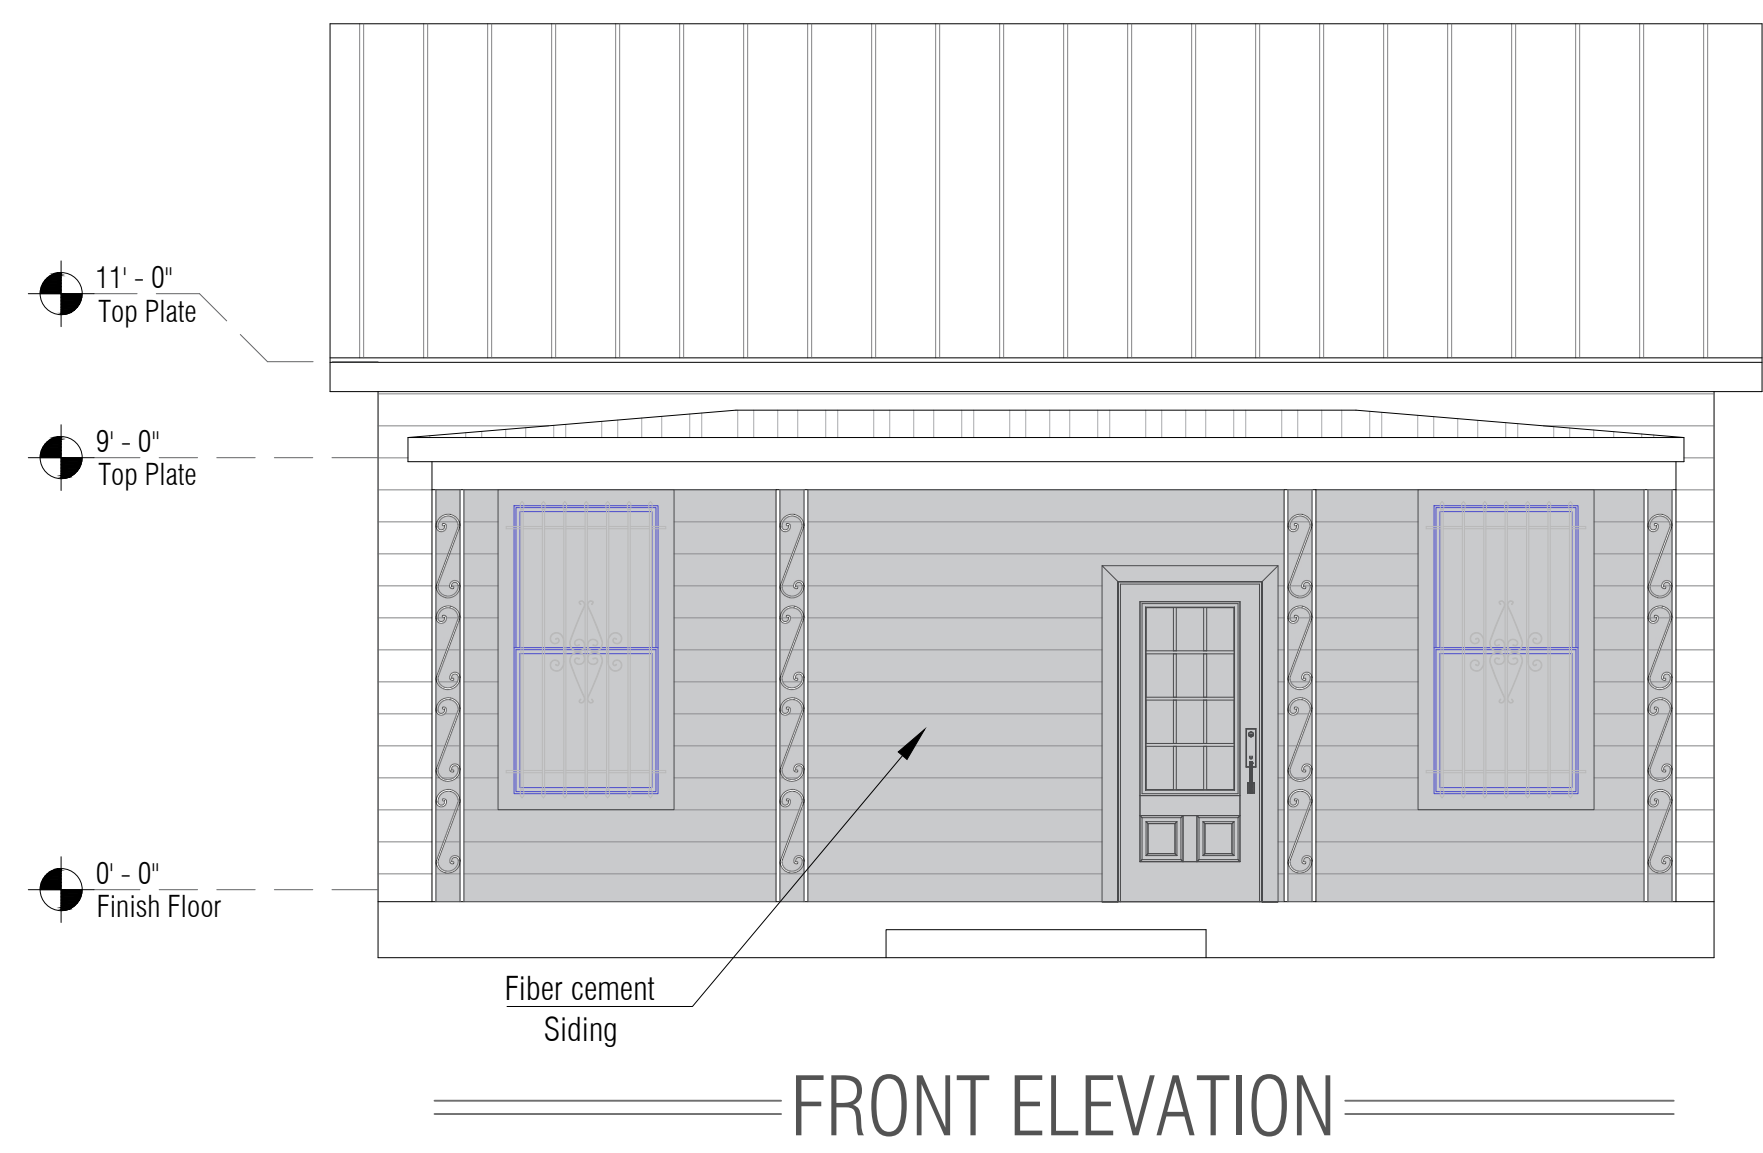 11' - 0"
Top Plate
9' - 0"
Top Plate
0' - 0"
Finish Floor
Fiber cement
Siding
FRONT ELEVATION